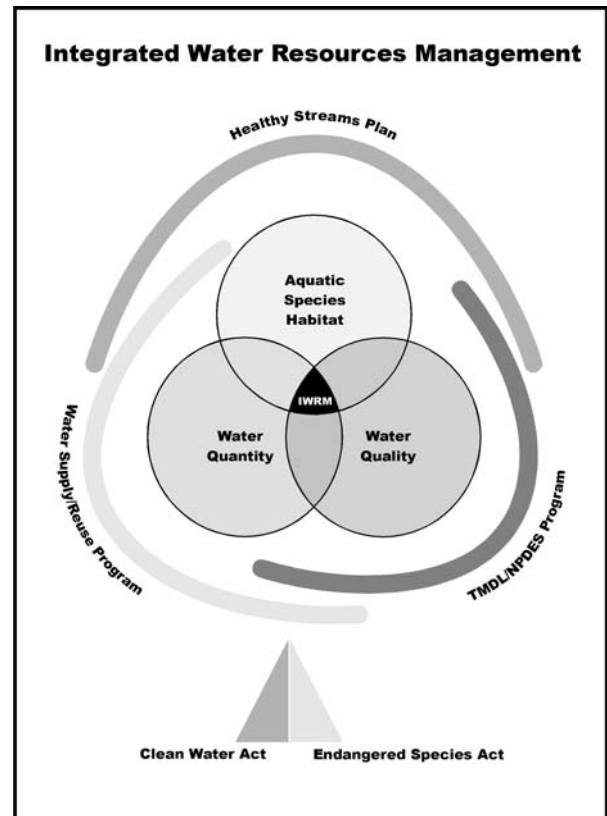 Integrated Water Resources Management
Healthy Streams Plan
Aquatic
Species
Habitat
IWRM
Water
Quantity
Water
Quality
Water Supply/Reuse Program
TMDL/NPDES Program
Clean Water Act
Endangered Species Act